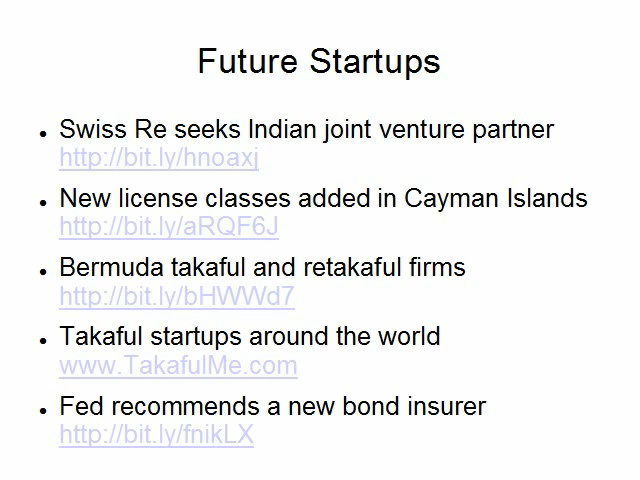 Future Startups
• Swiss Re seeks Indian joint venture partner
http://bit.ly/hnoaxj
• New license classes added in Cayman Islands
http://bit.ly/aRQF6J
• Bermuda takaful and retakaful firms
http://bit.ly/bHWWd7
• Takaful startups around the world
www.TakafulMe.com
• Fed recommends a new bond insurer
http://bit.ly/fnikLX